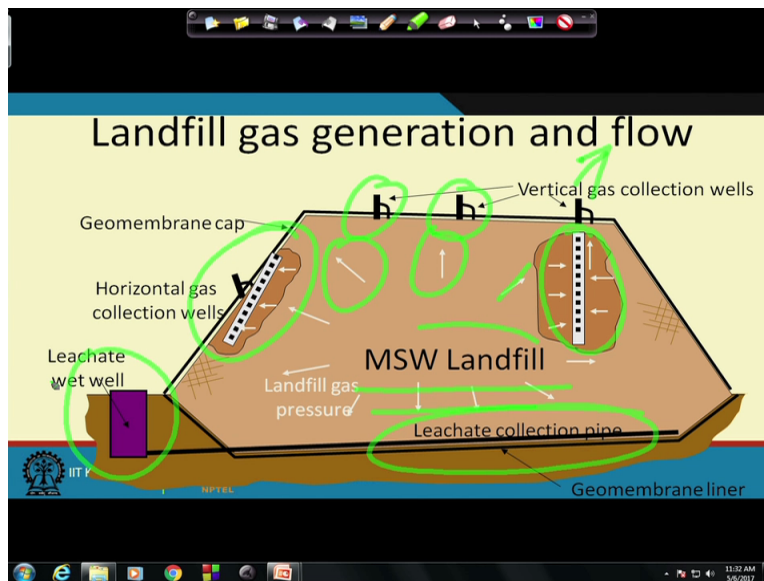 Landfill gas generation and flow
Vertical gas collection wells
Geomembrane cap
Horizontal gas
collection wells
Leachate
wet well
MSW Landfill
Landfill gas
pressure
Leachate collection pipe
IIT K
NPTEL
Geomembrane liner
11:32 AM
5/6/2017